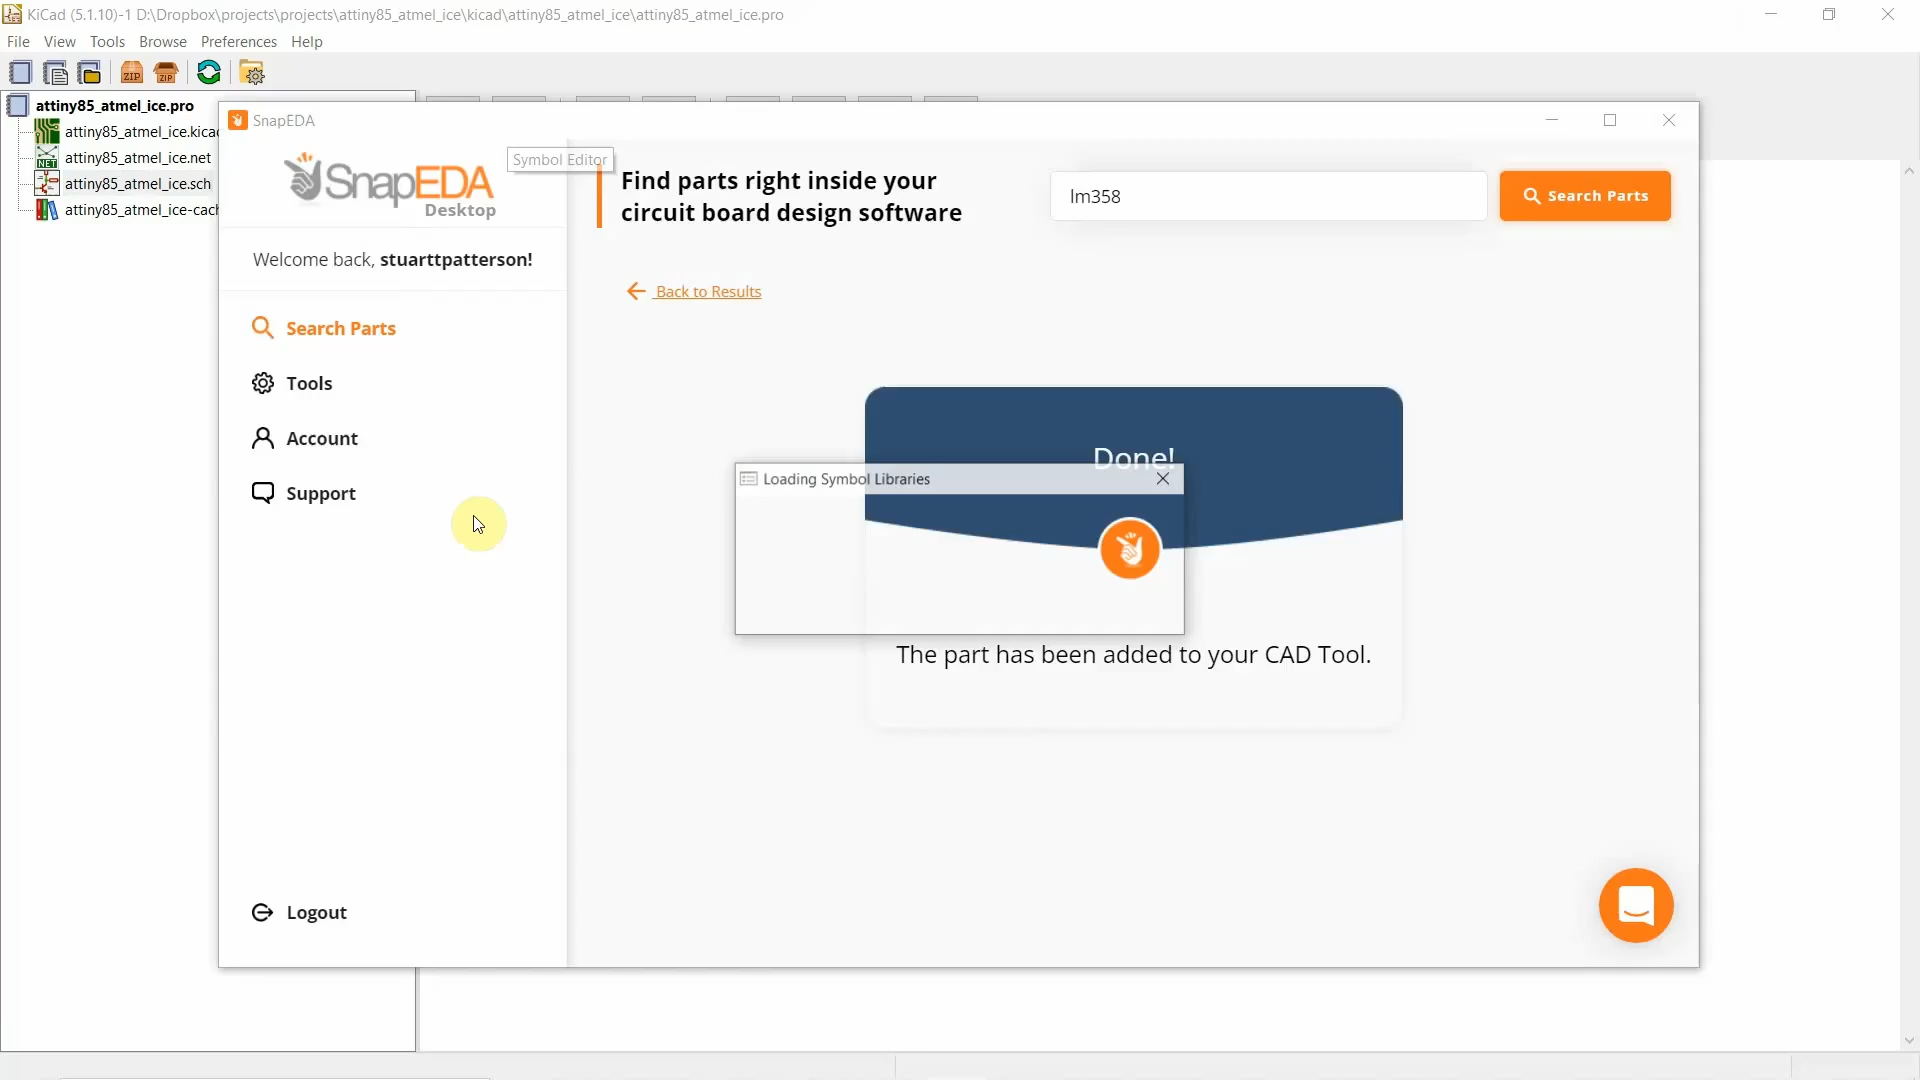 KiCad (5.1.10)-1 D:\Dropbox\projects\projects\attiny85_atmel_ice\kicad\attiny85_atmel_ice\attiny85_atmel_ice.pro
File View Tools Browse Preferences Help
ZIP ZIP
attiny85_atmel_ice.pro
attiny85_atmel_ice.kicad
attiny85_atmel_ice.net
NET
attiny85_atmel_ice.sch
attiny85_atmel_ice-cach
SnapEDA
SnapEDA
Desktop
Symbol Editor
Welcome back, stuarttpatterson!
Search Parts
Tools
Account
Support
Logout
Find parts right inside your
circuit board design software
lm358
Search Parts
Back to Results
Done!
Loading Symbol Libraries
The part has been added to your CAD Tool.